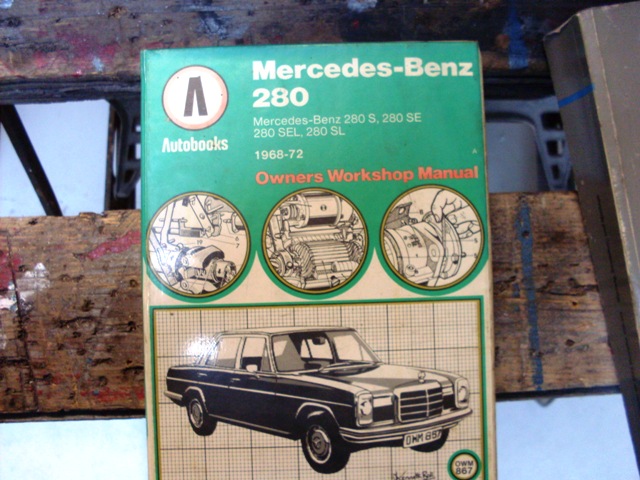 Mercedes-Benz
280
Mercedes-Benz 280 S, 280 SE
280 SEL, 280 SL
1968-72
Autobooks
Owners Workshop Manual
OWM
867